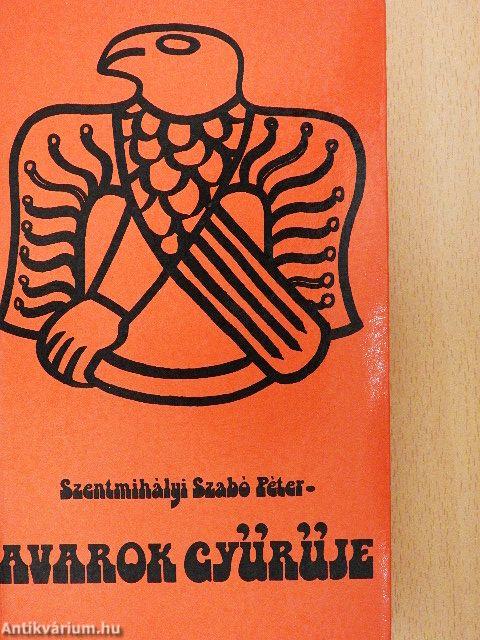 Szentmihályi Szabó Péter-
AVAROK GYŰRŰJE
Antikvárium.hu